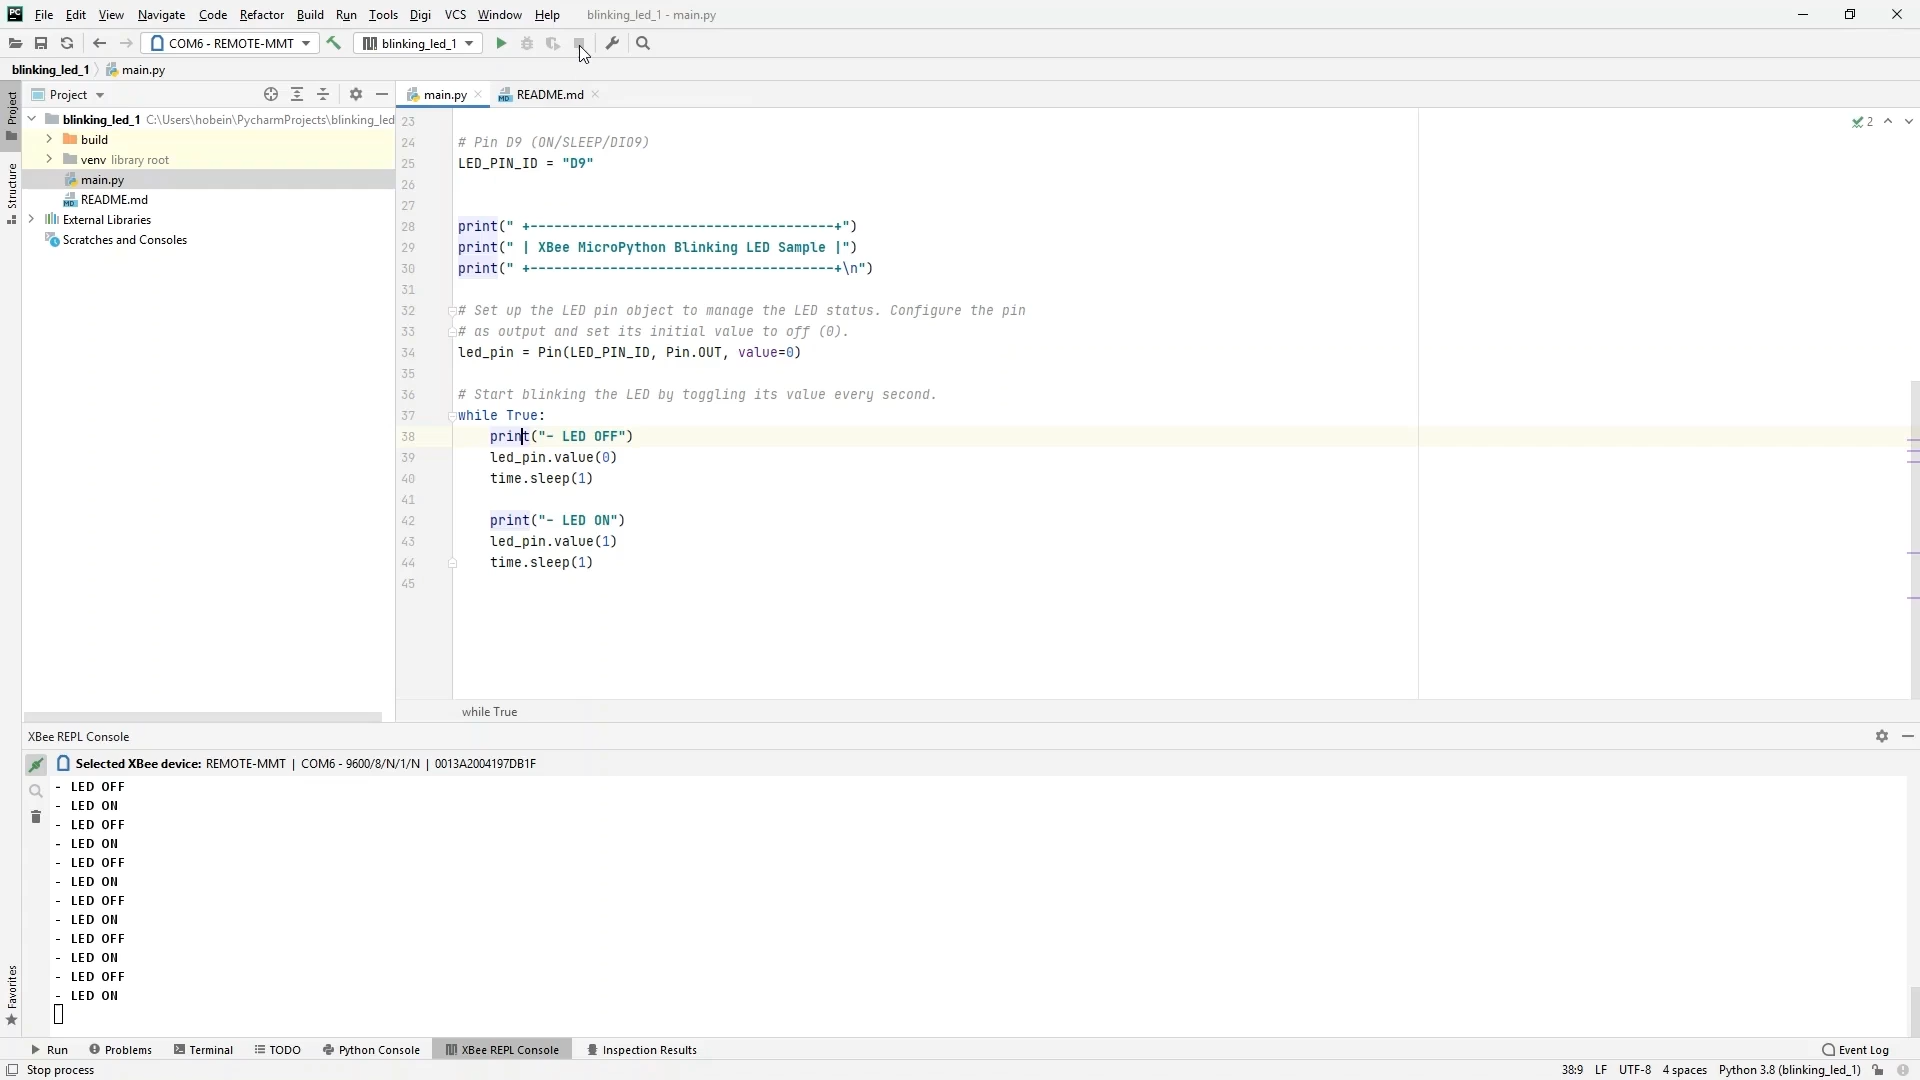 PC File Edit View Navigate Code Refactor Build Run Tools Digi VCS Window Help blinking_led_1 - main.py
COM6 - REMOTE-MMT blinking_led_1
blinking_led_1 main.py
Project main.py README.md
Project
Structure
Favorites
blinking_led_1 C:\Users\hobein\PycharmProjects\blinking_led
build
venv library root
main.py
README.md
External Libraries
Scratches and Consoles
2
23
24 # Pin D9 (ON/SLEEP/DIO9)
25 LED_PIN_ID = "D9"
26
27
28 print(" +--------------------------------------+")
29 print(" | XBee MicroPython Blinking LED Sample |")
30 print(" +--------------------------------------+\n")
31
32 # Set up the LED pin object to manage the LED status. Configure the pin
33 # as output and set its initial value to off (0).
34 led_pin = Pin(LED_PIN_ID, Pin.OUT, value=0)
35
36 # Start blinking the LED by toggling its value every second.
37 while True:
38 print("- LED OFF")
39 led_pin.value(0)
40 time.sleep(1)
41
42 print("- LED ON")
43 led_pin.value(1)
44 time.sleep(1)
45
while True
XBee REPL Console
Selected XBee device: REMOTE-MMT | COM6 - 9600/8/N/1/N | 0013A2004197DB1F
- LED OFF
- LED ON
- LED OFF
- LED ON
- LED OFF
- LED ON
- LED OFF
- LED ON
- LED OFF
- LED ON
- LED OFF
- LED ON
Run Problems Terminal TODO Python Console XBee REPL Console Inspection Results Event Log
Stop process 38:9 LF UTF-8 4 spaces Python 3.8 (blinking_led_1)